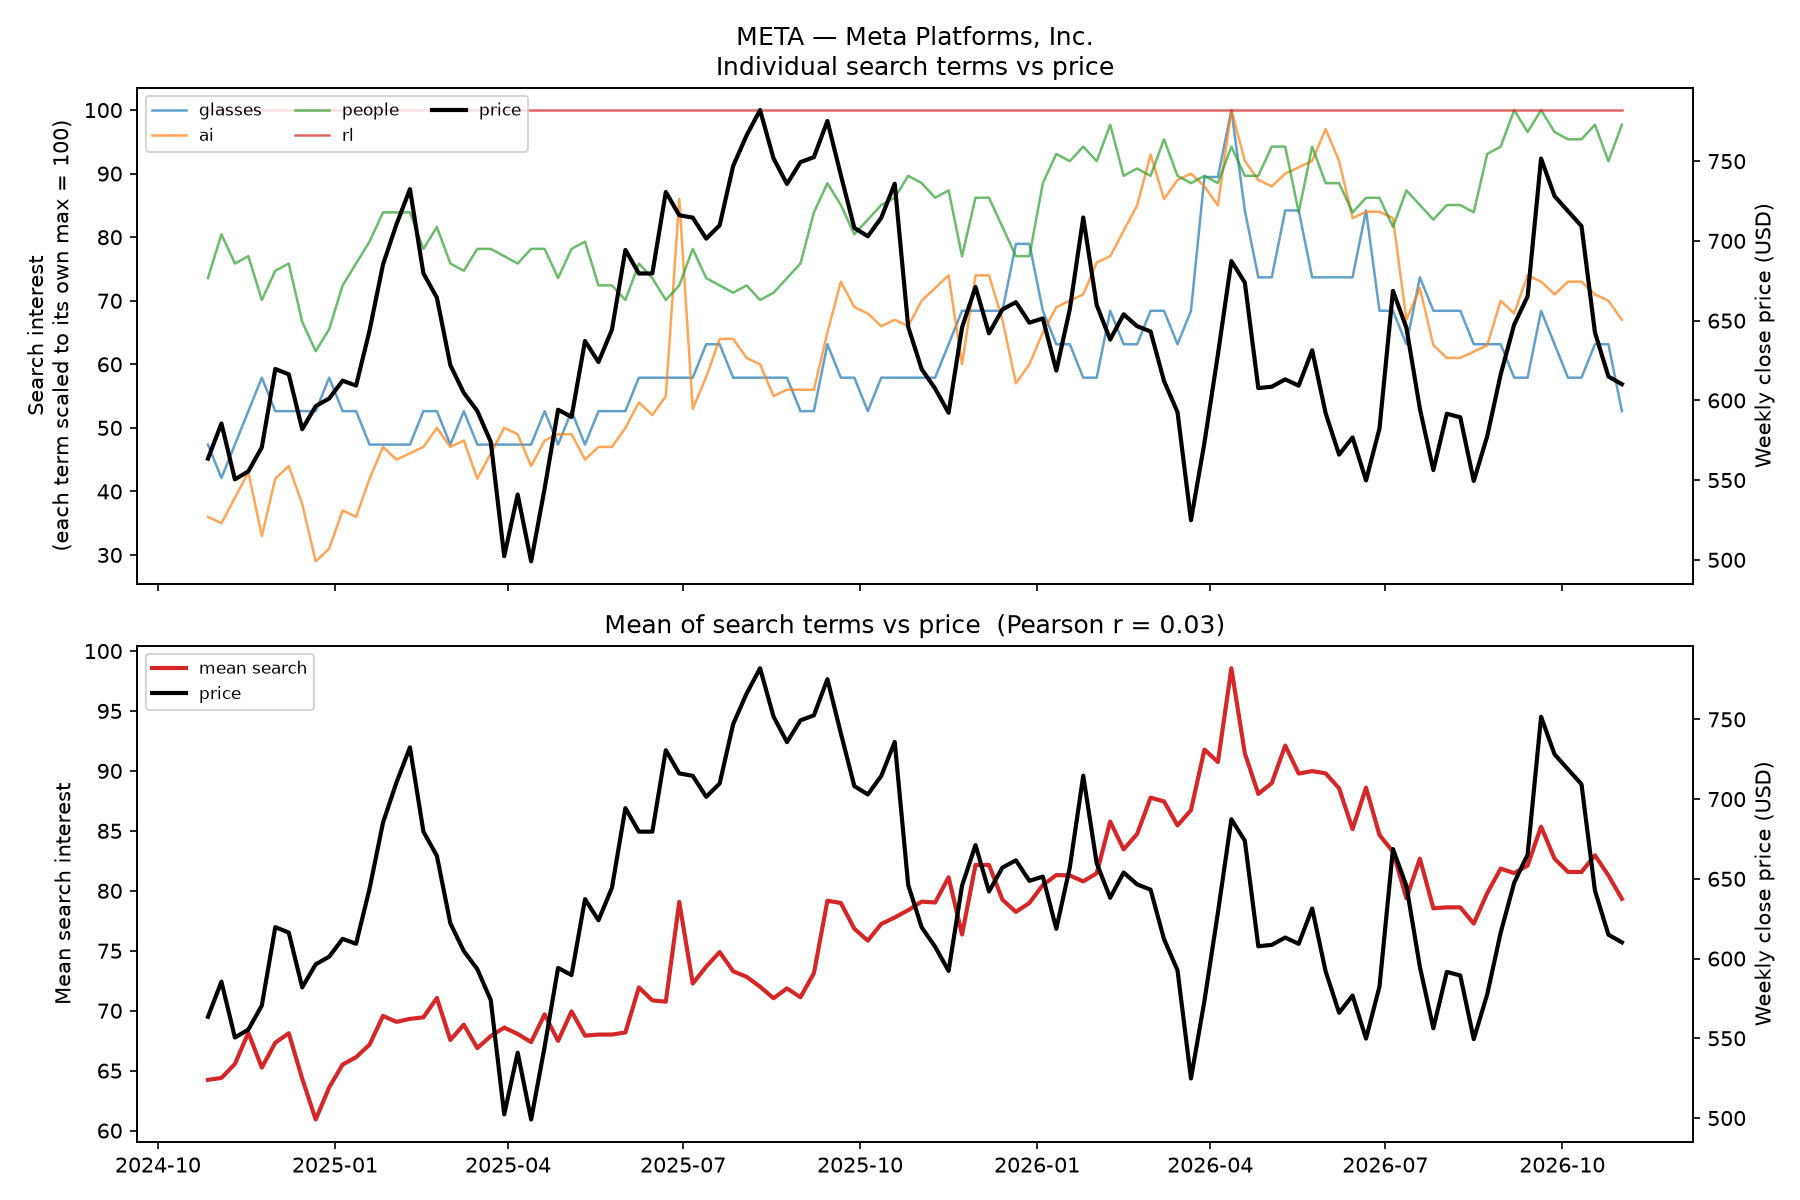 META — Meta Platforms, Inc.
Individual search terms vs price
glasses
ai
people
rl
price
Search interest
(each term scaled to its own max = 100)
100
90
80
70
60
50
40
30
750
700
650
600
550
500
Weekly close price (USD)
Mean of search terms vs price (Pearson r = 0.03)
mean search
price
Mean search interest
100
95
90
85
80
75
70
65
60
750
700
650
600
550
500
Weekly close price (USD)
2024-10
2025-01
2025-04
2025-07
2025-10
2026-01
2026-04
2026-07
2026-10